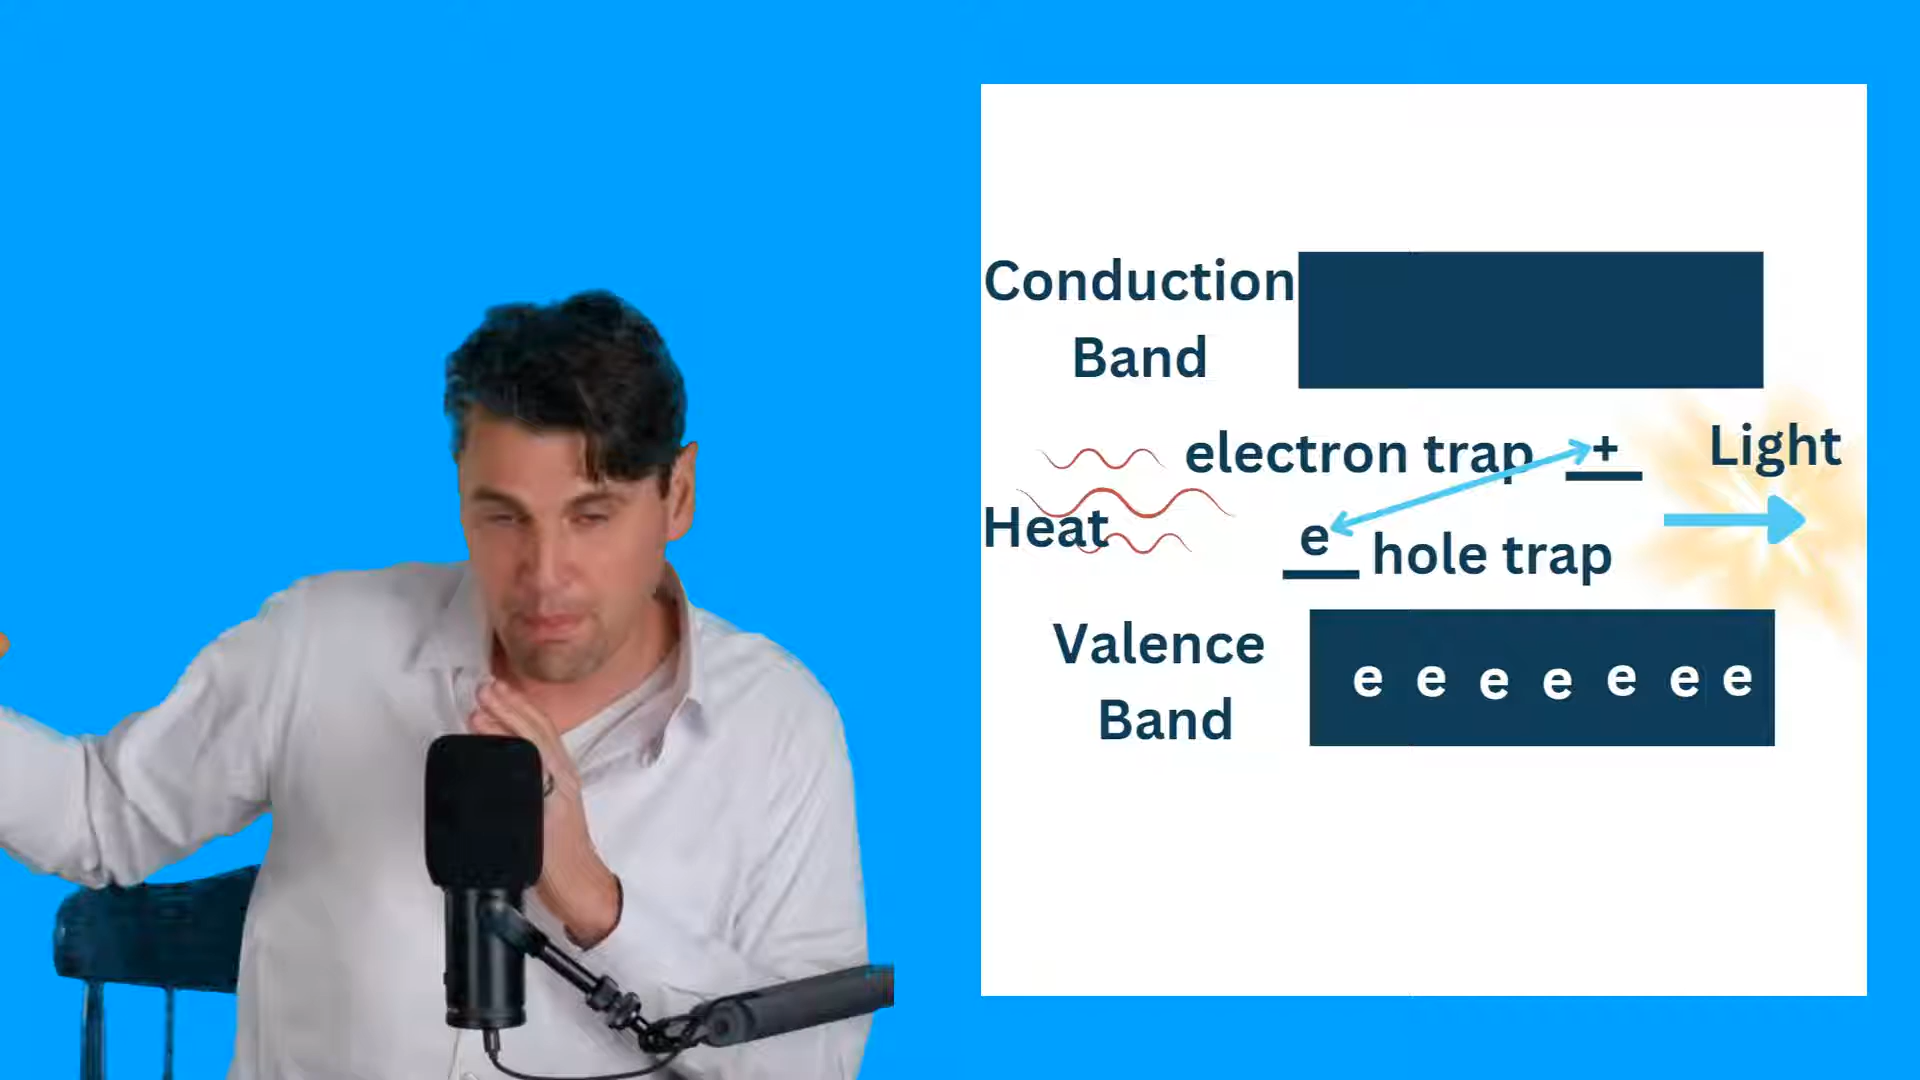 Conduction
Band
electron trap +
Light
Heat
e hole trap
Valence
Band
e e e e e e e